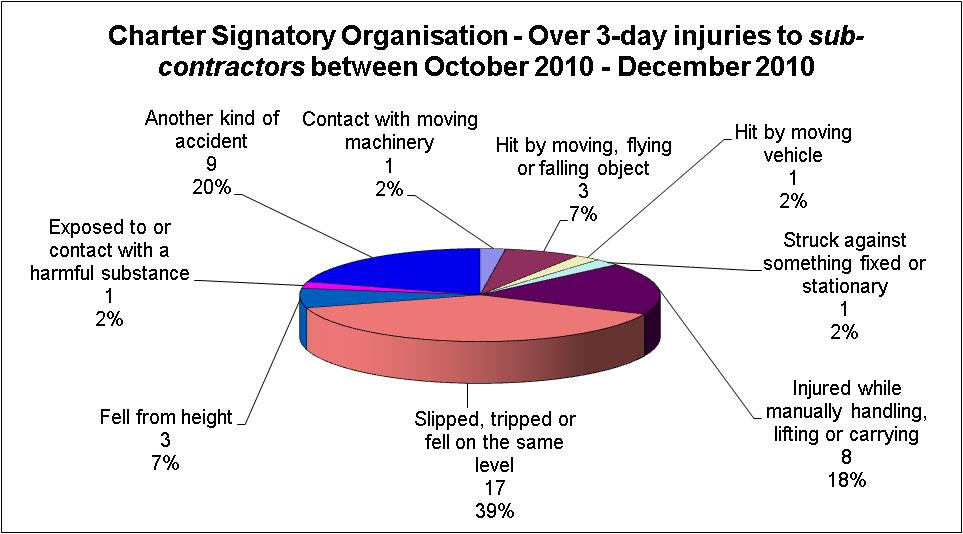 Charter Signatory Organisation - Over 3-day injuries to sub-
contractors between October 2010 - December 2010
Another kind of
accident
9
20%
Contact with moving
machinery
1
2%
Hit by moving, flying
or falling object
3
7%
Hit by moving
vehicle
1
2%
Exposed to or
contact with a
harmful substance
1
2%
Struck against
something fixed or
stationary
1
2%
Fell from height
3
7%
Slipped, tripped or
fell on the same
level
17
39%
Injured while
manually handling,
lifting or carrying
8
18%